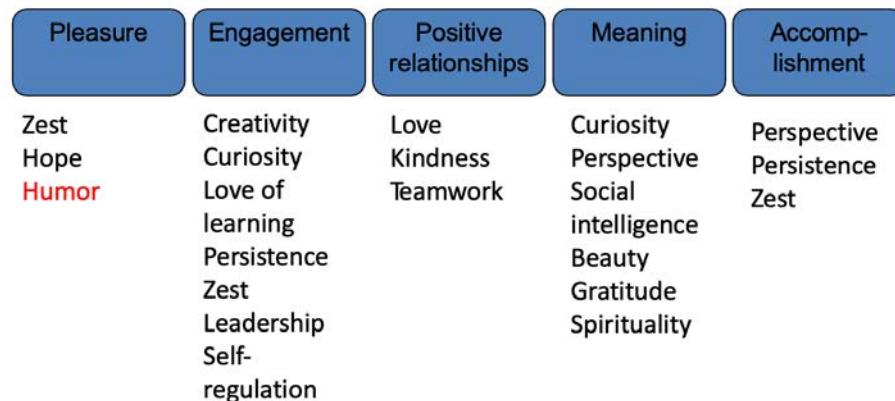 Pleasure
Zest
Hope
Humor
Engagement
Creativity
Curiosity
Love of
learning
Persistence
Zest
Leadership
Self-
regulation
Positive
relationships
Love
Kindness
Teamwork
Meaning
Curiosity
Perspective
Social
intelligence
Beauty
Gratitude
Spirituality
Accomp-
lishment
Perspective
Persistence
Zest